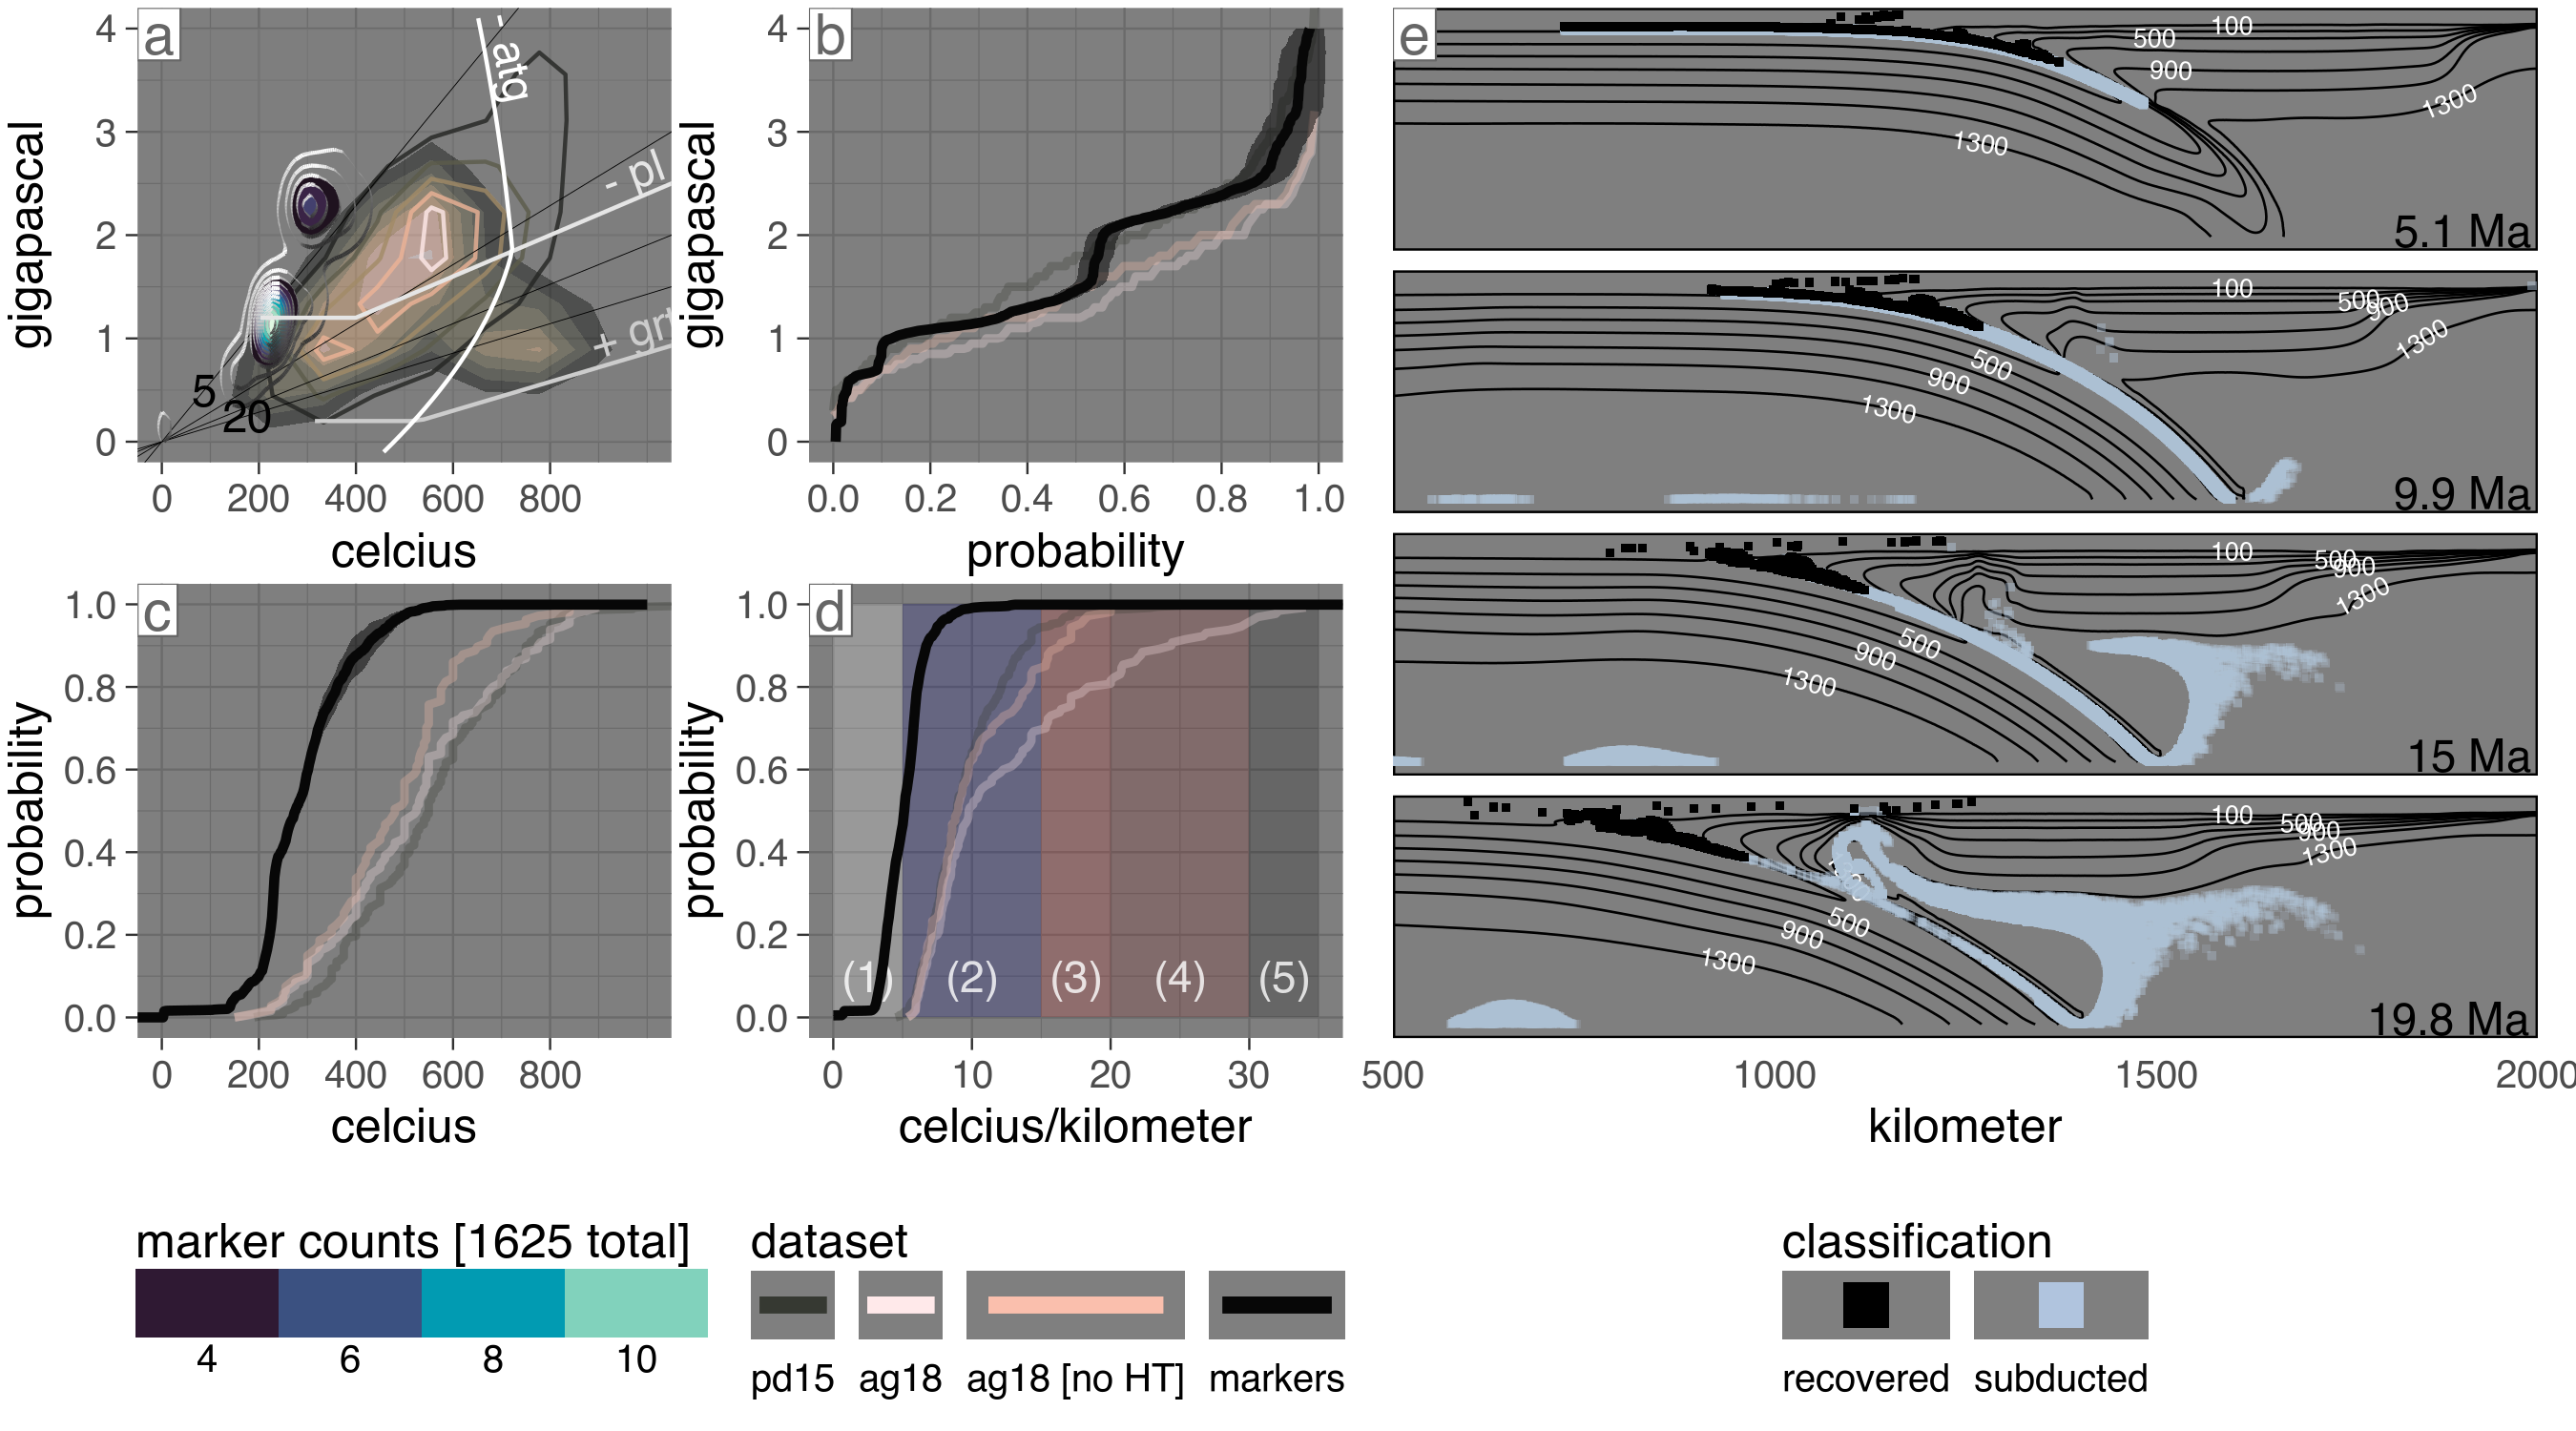 a
4
3
2
1
0
gigapascal
0
200
400
600
800
celcius
- atg
- pl
+ grt
5
20
b
4
3
2
1
0
gigapascal
0.0
0.2
0.4
0.6
0.8
1.0
probability
c
1.0
0.8
0.6
0.4
0.2
0.0
probability
0
200
400
600
800
celcius
d
1.0
0.8
0.6
0.4
0.2
0.0
probability
(1)
(2)
(3)
(4)
(5)
0
10
20
30
celcius/kilometer
e
100
500
900
1300
1300
5.1 Ma
100
500
900
1300
500
900
1300
9.9 Ma
100
500
900
1300
500
900
1300
15 Ma
100
500
900
1300
500
900
1300
19.8 Ma
500
1000
1500
2000
kilometer
marker counts [1625 total]
4
6
8
10
dataset
pd15
ag18
ag18 [no HT]
markers
classification
recovered
subducted